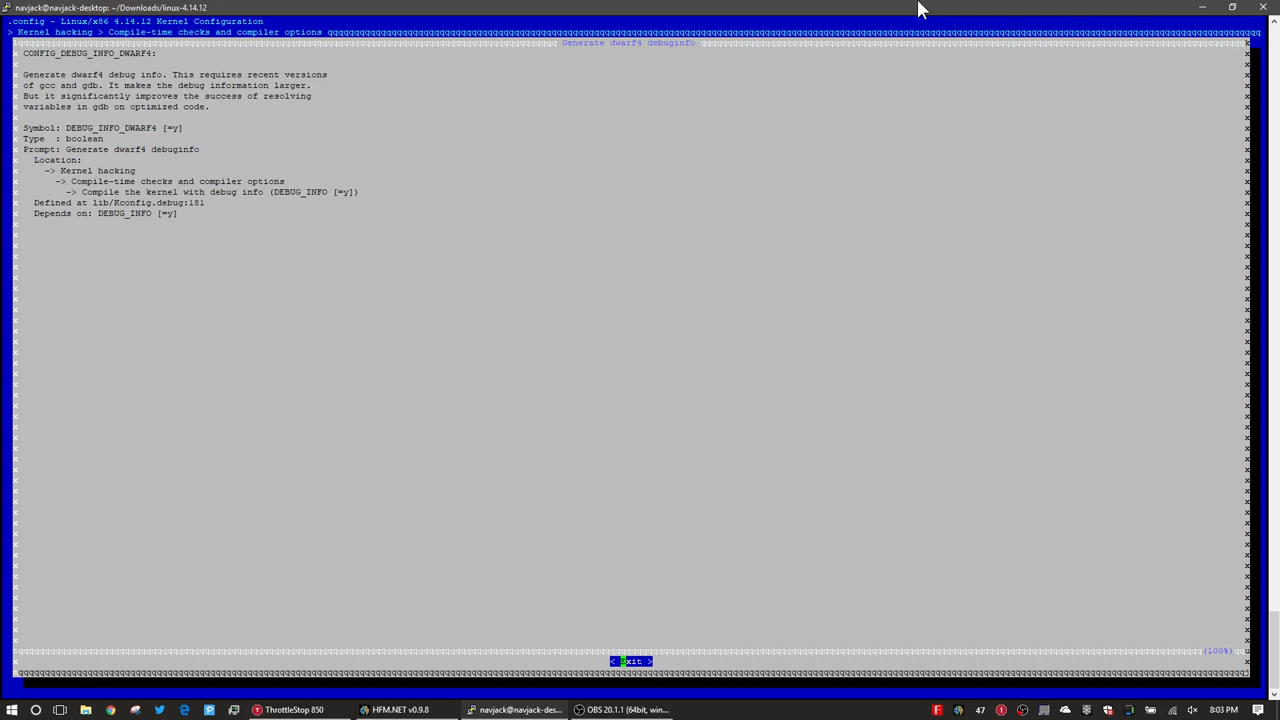 navjack@navjack-desktop: ~/Downloads/linux-4.14.12
.config - Linux/x86 4.14.12 Kernel Configuration
> Kernel hacking > Compile-time checks and compiler options
Generate dwarf4 debuginfo
CONFIG_DEBUG_INFO_DWARF4:
Generate dwarf4 debug info. This requires recent versions
of gcc and gdb. It makes the debug information larger.
But it significantly improves the success of resolving
variables in gdb on optimized code.
Symbol: DEBUG_INFO_DWARF4 [=y]
Type  : boolean
Prompt: Generate dwarf4 debuginfo
Location:
-> Kernel hacking
-> Compile-time checks and compiler options
-> Compile the kernel with debug info (DEBUG_INFO [=y])
Defined at lib/Kconfig.debug:181
Depends on: DEBUG_INFO [=y]
(100%)
< Exit >
ThrottleStop 850 HFM.NET v0.9.8 navjack@navjack-des... OBS 20.1.1 (64bit, win... 47 8:03 PM